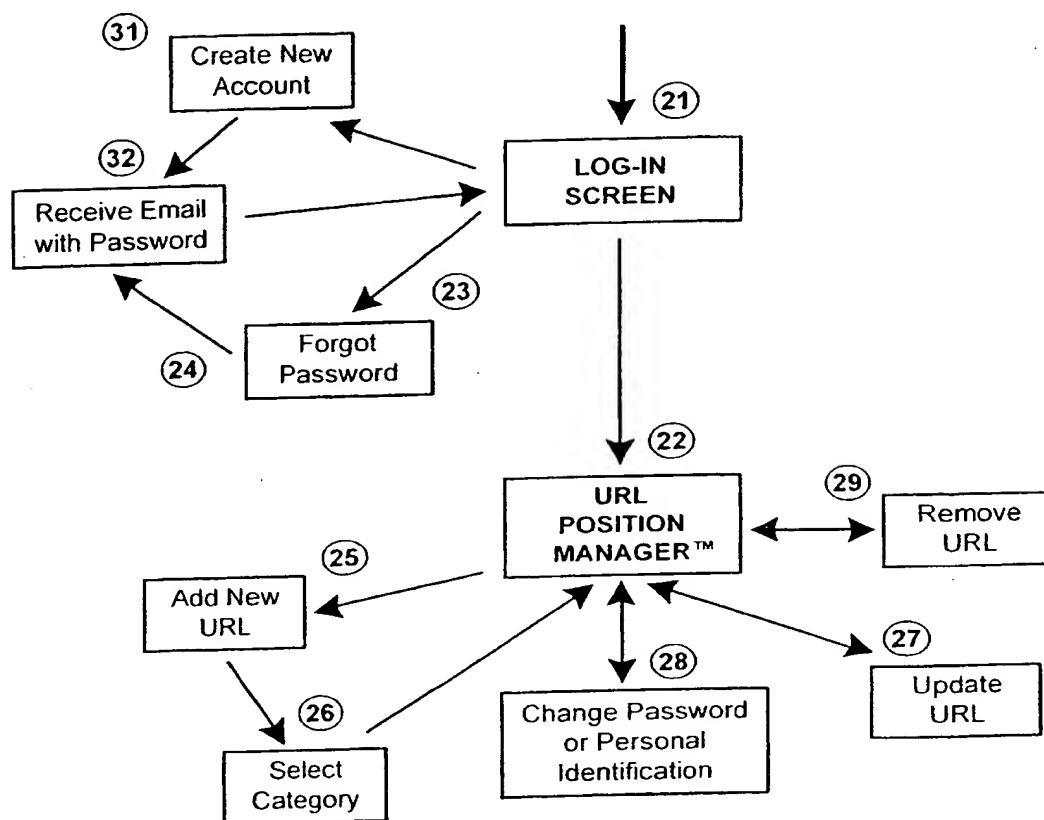 31
Create New
Account
21
LOG-IN
SCREEN
32
Receive Email
with Password
23
Forgot
Password
24
22
URL
POSITION
MANAGER™
29
Remove
URL
25
Add New
URL
27
Update
URL
28
Change Password
or Personal
Identification
26
Select
Category